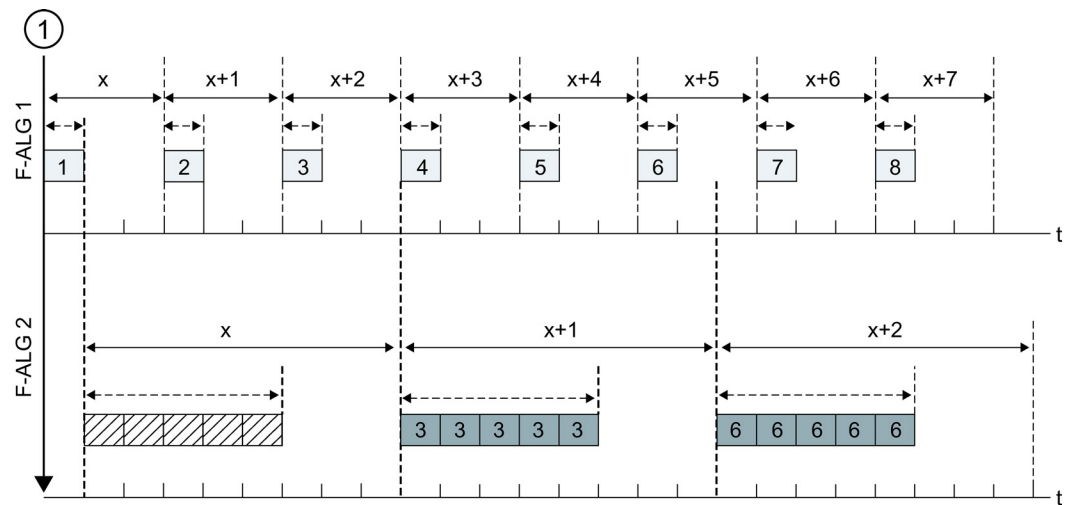 1
x x+1 x+2 x+3 x+4 x+5 x+6 x+7
F-ALG 1
1 2 3 4 5 6 7 8
t
F-ALG 2
x x+1 x+2
3 3 3 3 3 6 6 6 6 6
t